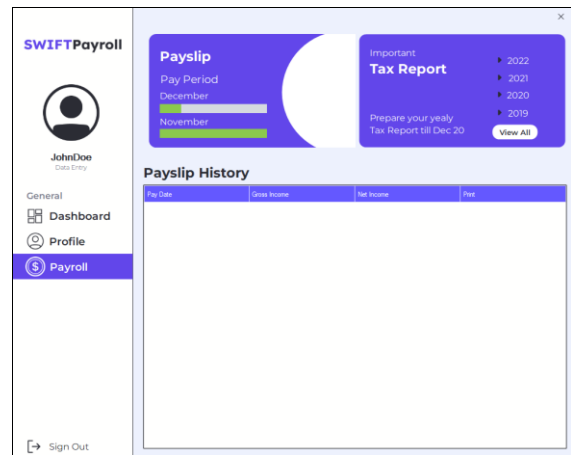 ×
SWIFTPayroll
JohnDoe
Data Entry
General
Dashboard
Profile
$ Payroll
Sign Out
Payslip
Pay Period
December
November
Important
Tax Report
Prepare your yealy
Tax Report till Dec 20
2022
2021
2020
2019
View All
Payslip History
Pay Date Gross Income Net Income Print